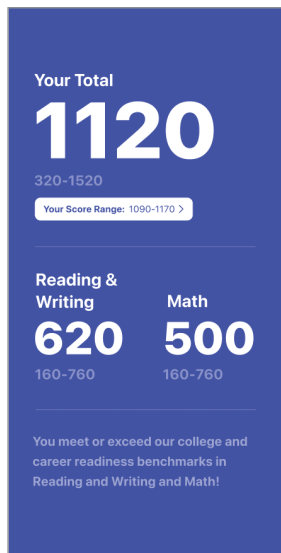 Your Total
1120
320-1520
Your Score Range: 1090-1170 >
Reading &
Writing
Math
620
500
160-760
160-760
You meet or exceed our college and
career readiness benchmarks in
Reading and Writing and Math!